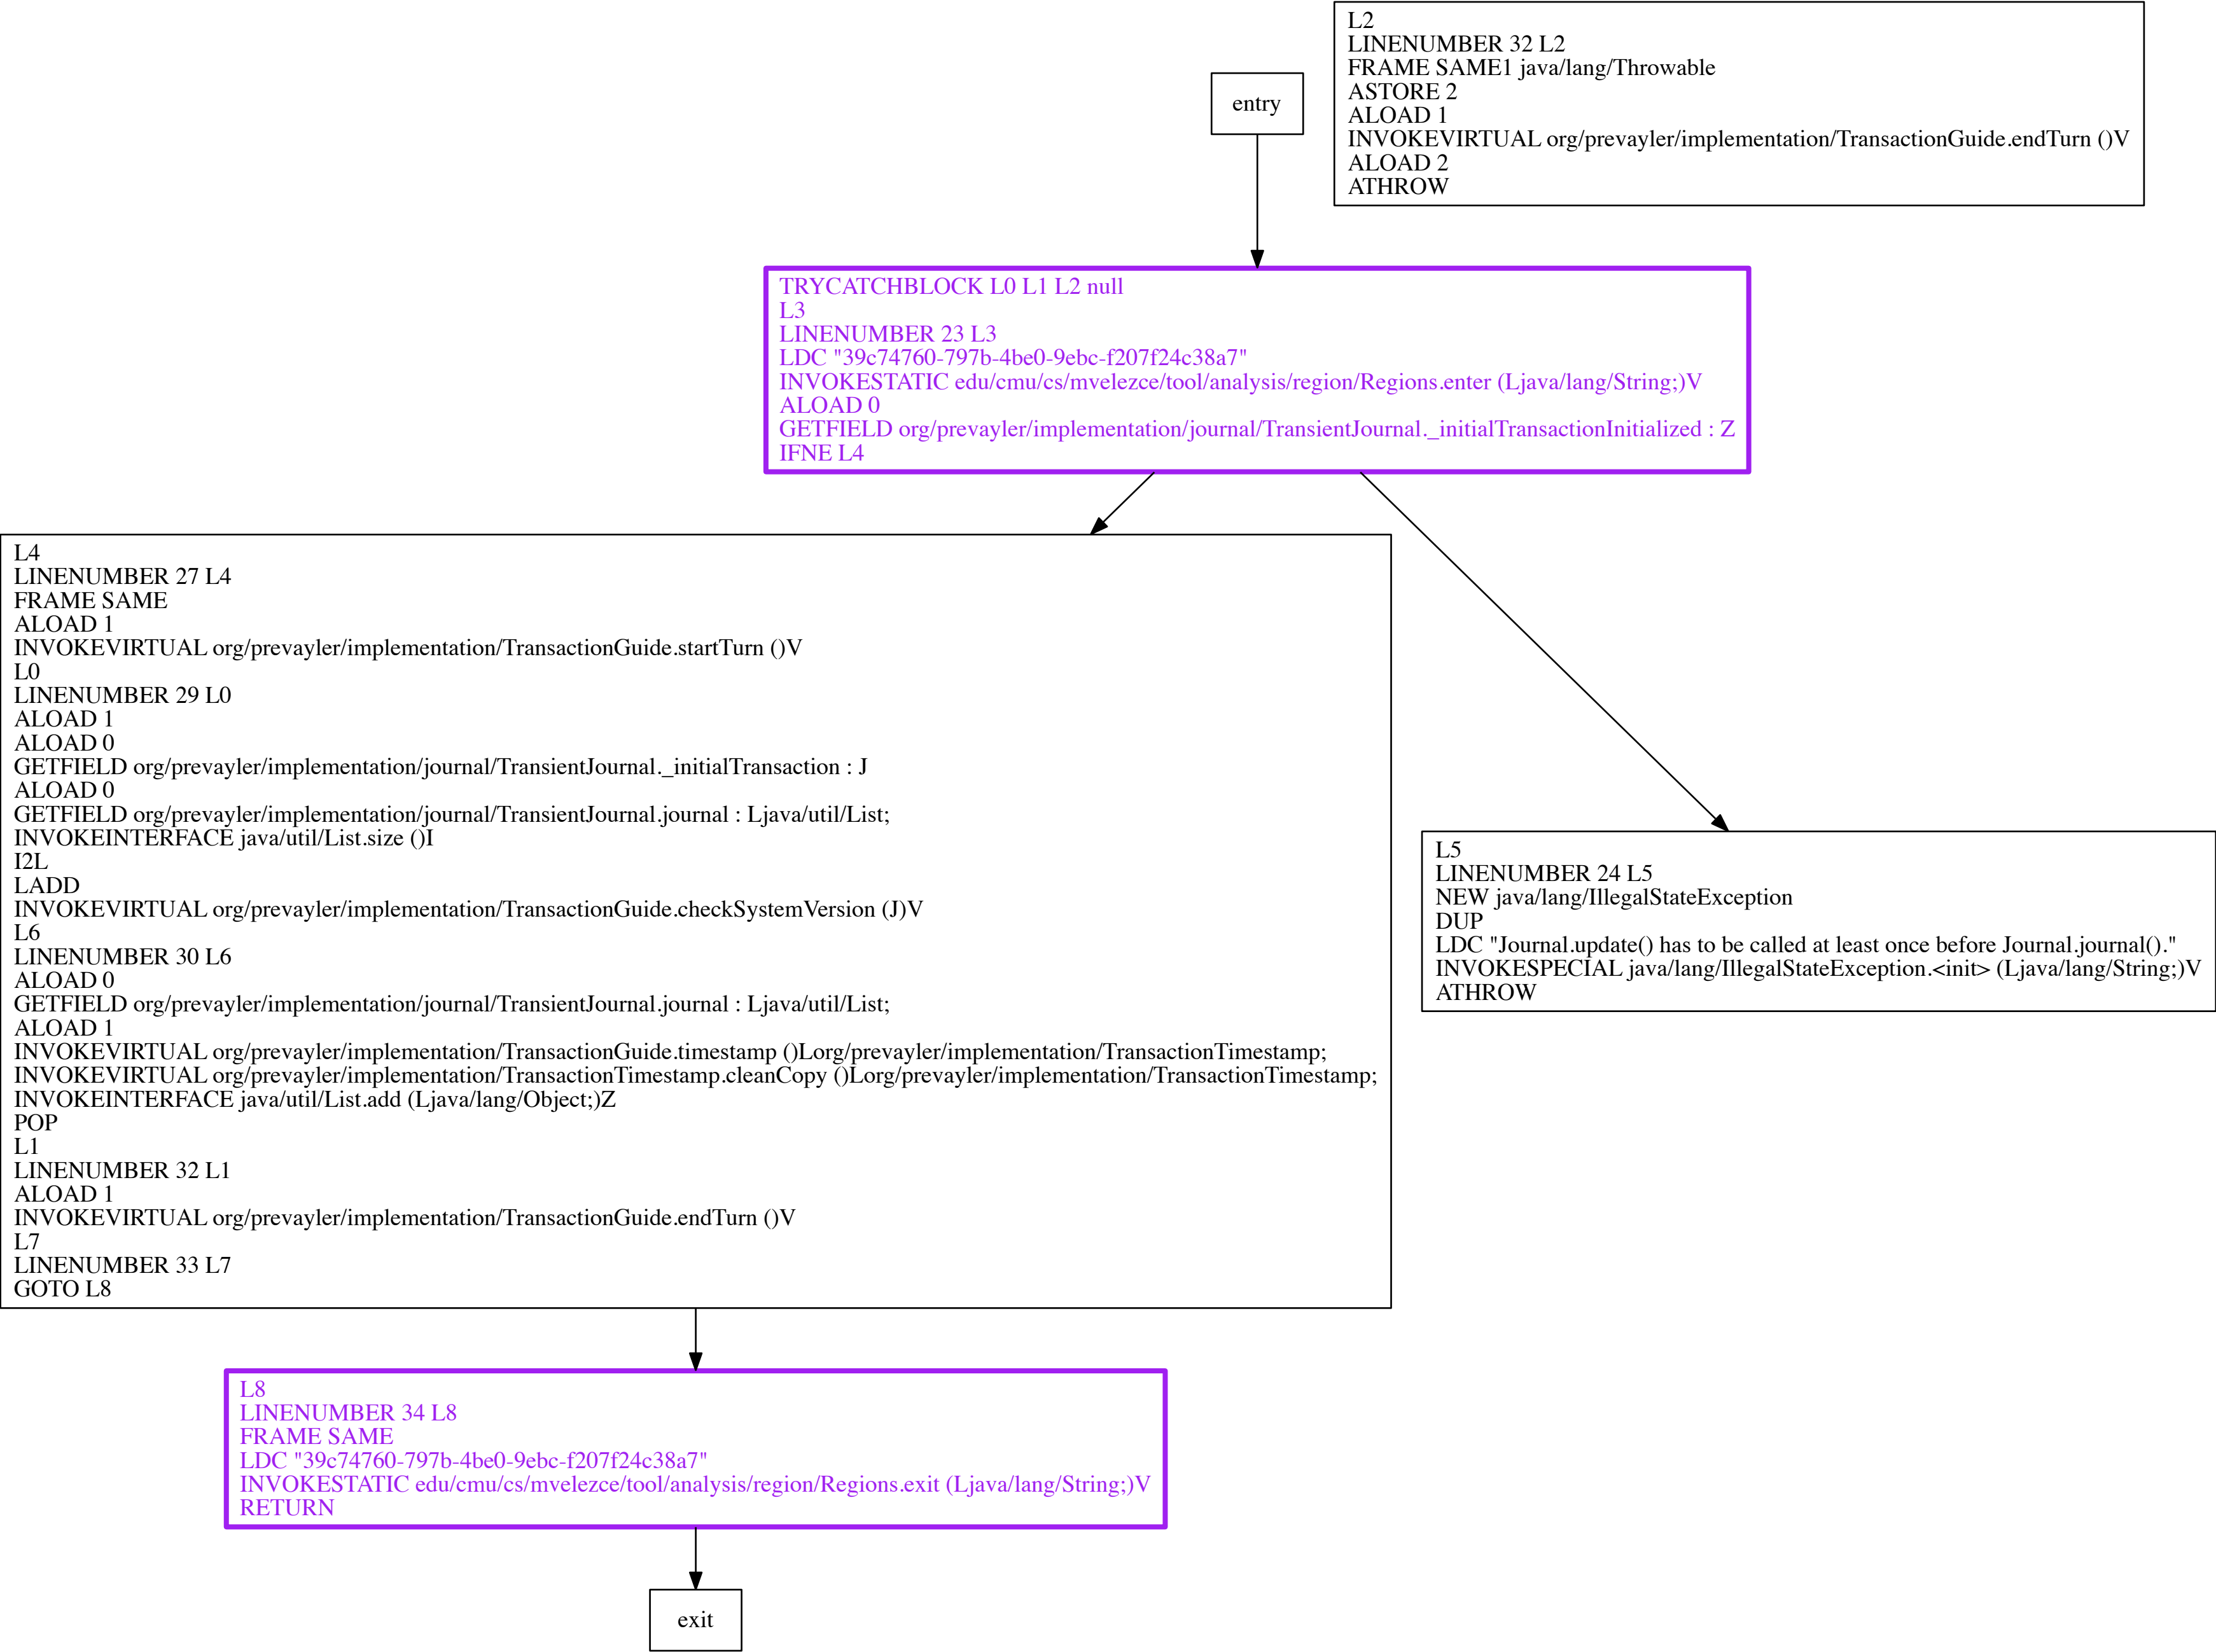 L2
LINENUMBER 32 L2
FRAME SAME1 java/lang/Throwable
ASTORE 2
ALOAD 1
INVOKEVIRTUAL org/prevayler/implementation/TransactionGuide.endTurn ()V
ALOAD 2
ATHROW
entry
TRYCATCHBLOCK L0 L1 L2 null
L3
LINENUMBER 23 L3
LDC "39c74760-797b-4be0-9ebc-f207f24c38a7"
INVOKESTATIC edu/cmu/cs/mvelezce/tool/analysis/region/Regions.enter (Ljava/lang/String;)V
ALOAD 0
GETFIELD org/prevayler/implementation/journal/TransientJournal._initialTransactionInitialized : Z
IFNE L4
L4
LINENUMBER 27 L4
FRAME SAME
ALOAD 1
INVOKEVIRTUAL org/prevayler/implementation/TransactionGuide.startTurn ()V
L0
LINENUMBER 29 L0
ALOAD 1
ALOAD 0
GETFIELD org/prevayler/implementation/journal/TransientJournal._initialTransaction : J
ALOAD 0
GETFIELD org/prevayler/implementation/journal/TransientJournal.journal : Ljava/util/List;
INVOKEINTERFACE java/util/List.size ()I
I2L
LADD
INVOKEVIRTUAL org/prevayler/implementation/TransactionGuide.checkSystemVersion (J)V
L6
LINENUMBER 30 L6
ALOAD 0
GETFIELD org/prevayler/implementation/journal/TransientJournal.journal : Ljava/util/List;
ALOAD 1
INVOKEVIRTUAL org/prevayler/implementation/TransactionGuide.timestamp ()Lorg/prevayler/implementation/TransactionTimestamp;
INVOKEVIRTUAL org/prevayler/implementation/TransactionTimestamp.cleanCopy ()Lorg/prevayler/implementation/TransactionTimestamp;
INVOKEINTERFACE java/util/List.add (Ljava/lang/Object;)Z
POP
L1
LINENUMBER 32 L1
ALOAD 1
INVOKEVIRTUAL org/prevayler/implementation/TransactionGuide.endTurn ()V
L7
LINENUMBER 33 L7
GOTO L8
L5
LINENUMBER 24 L5
NEW java/lang/IllegalStateException
DUP
LDC "Journal.update() has to be called at least once before Journal.journal()."
INVOKESPECIAL java/lang/IllegalStateException.<init> (Ljava/lang/String;)V
ATHROW
L8
LINENUMBER 34 L8
FRAME SAME
LDC "39c74760-797b-4be0-9ebc-f207f24c38a7"
INVOKESTATIC edu/cmu/cs/mvelezce/tool/analysis/region/Regions.exit (Ljava/lang/String;)V
RETURN
exit